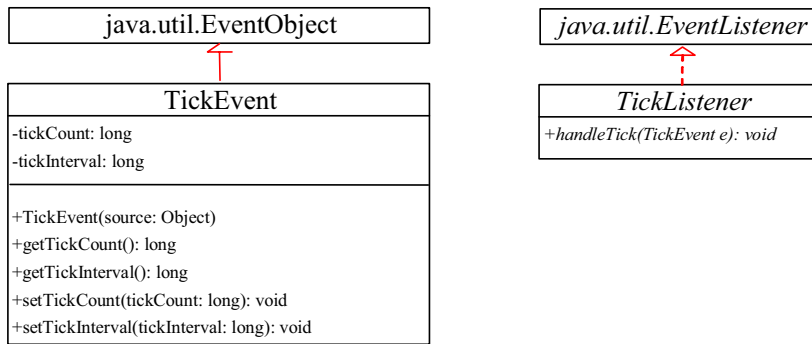 java.util.EventObject
TickEvent
-tickCount: long
-tickInterval: long
+TickEvent(source: Object)
+getTickCount(): long
+getTickInterval(): long
+setTickCount(tickCount: long): void
+setTickInterval(tickInterval: long): void
java.util.EventListener
TickListener
+handleTick(TickEvent e): void